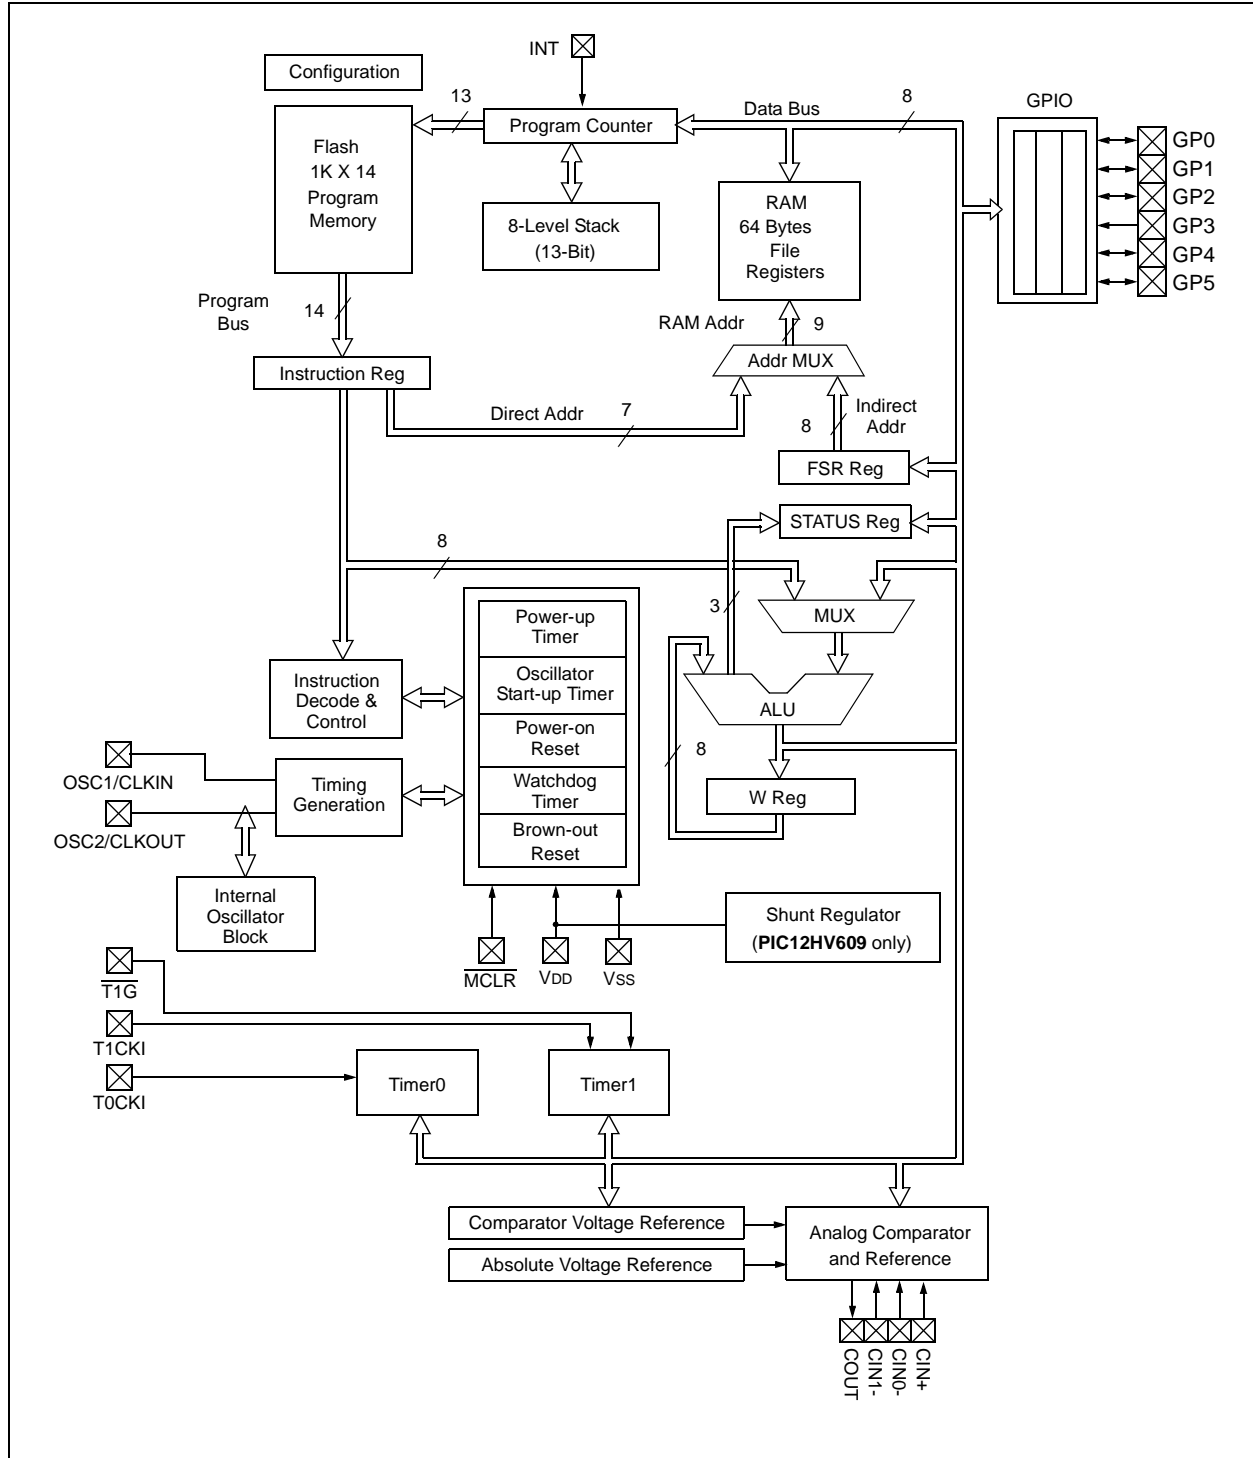 INT
Configuration
13
Data Bus
8
GPIO
Program Counter
Flash
1K X 14
Program
Memory
GP0
GP1
GP2
GP3
GP4
GP5
8-Level Stack
(13-Bit)
RAM
64 Bytes
File
Registers
Program
Bus
14
RAM Addr
9
Addr MUX
Instruction Reg
Direct Addr
7
Indirect
Addr
8
FSR Reg
STATUS Reg
8
3
MUX
Power-up
Timer
Instruction
Decode &
Control
Oscillator
Start-up Timer
ALU
Power-on
Reset
8
OSC1/CLKIN
Timing
Generation
Watchdog
Timer
W Reg
OSC2/CLKOUT
Brown-out
Reset
Internal
Oscillator
Block
Shunt Regulator
(PIC12HV609 only)
MCLR
VDD
VSS
T1G
T1CKI
T0CKI
Timer0
Timer1
Comparator Voltage Reference
Absolute Voltage Reference
Analog Comparator
and Reference
COUT
CIN1-
CIN0-
CIN+